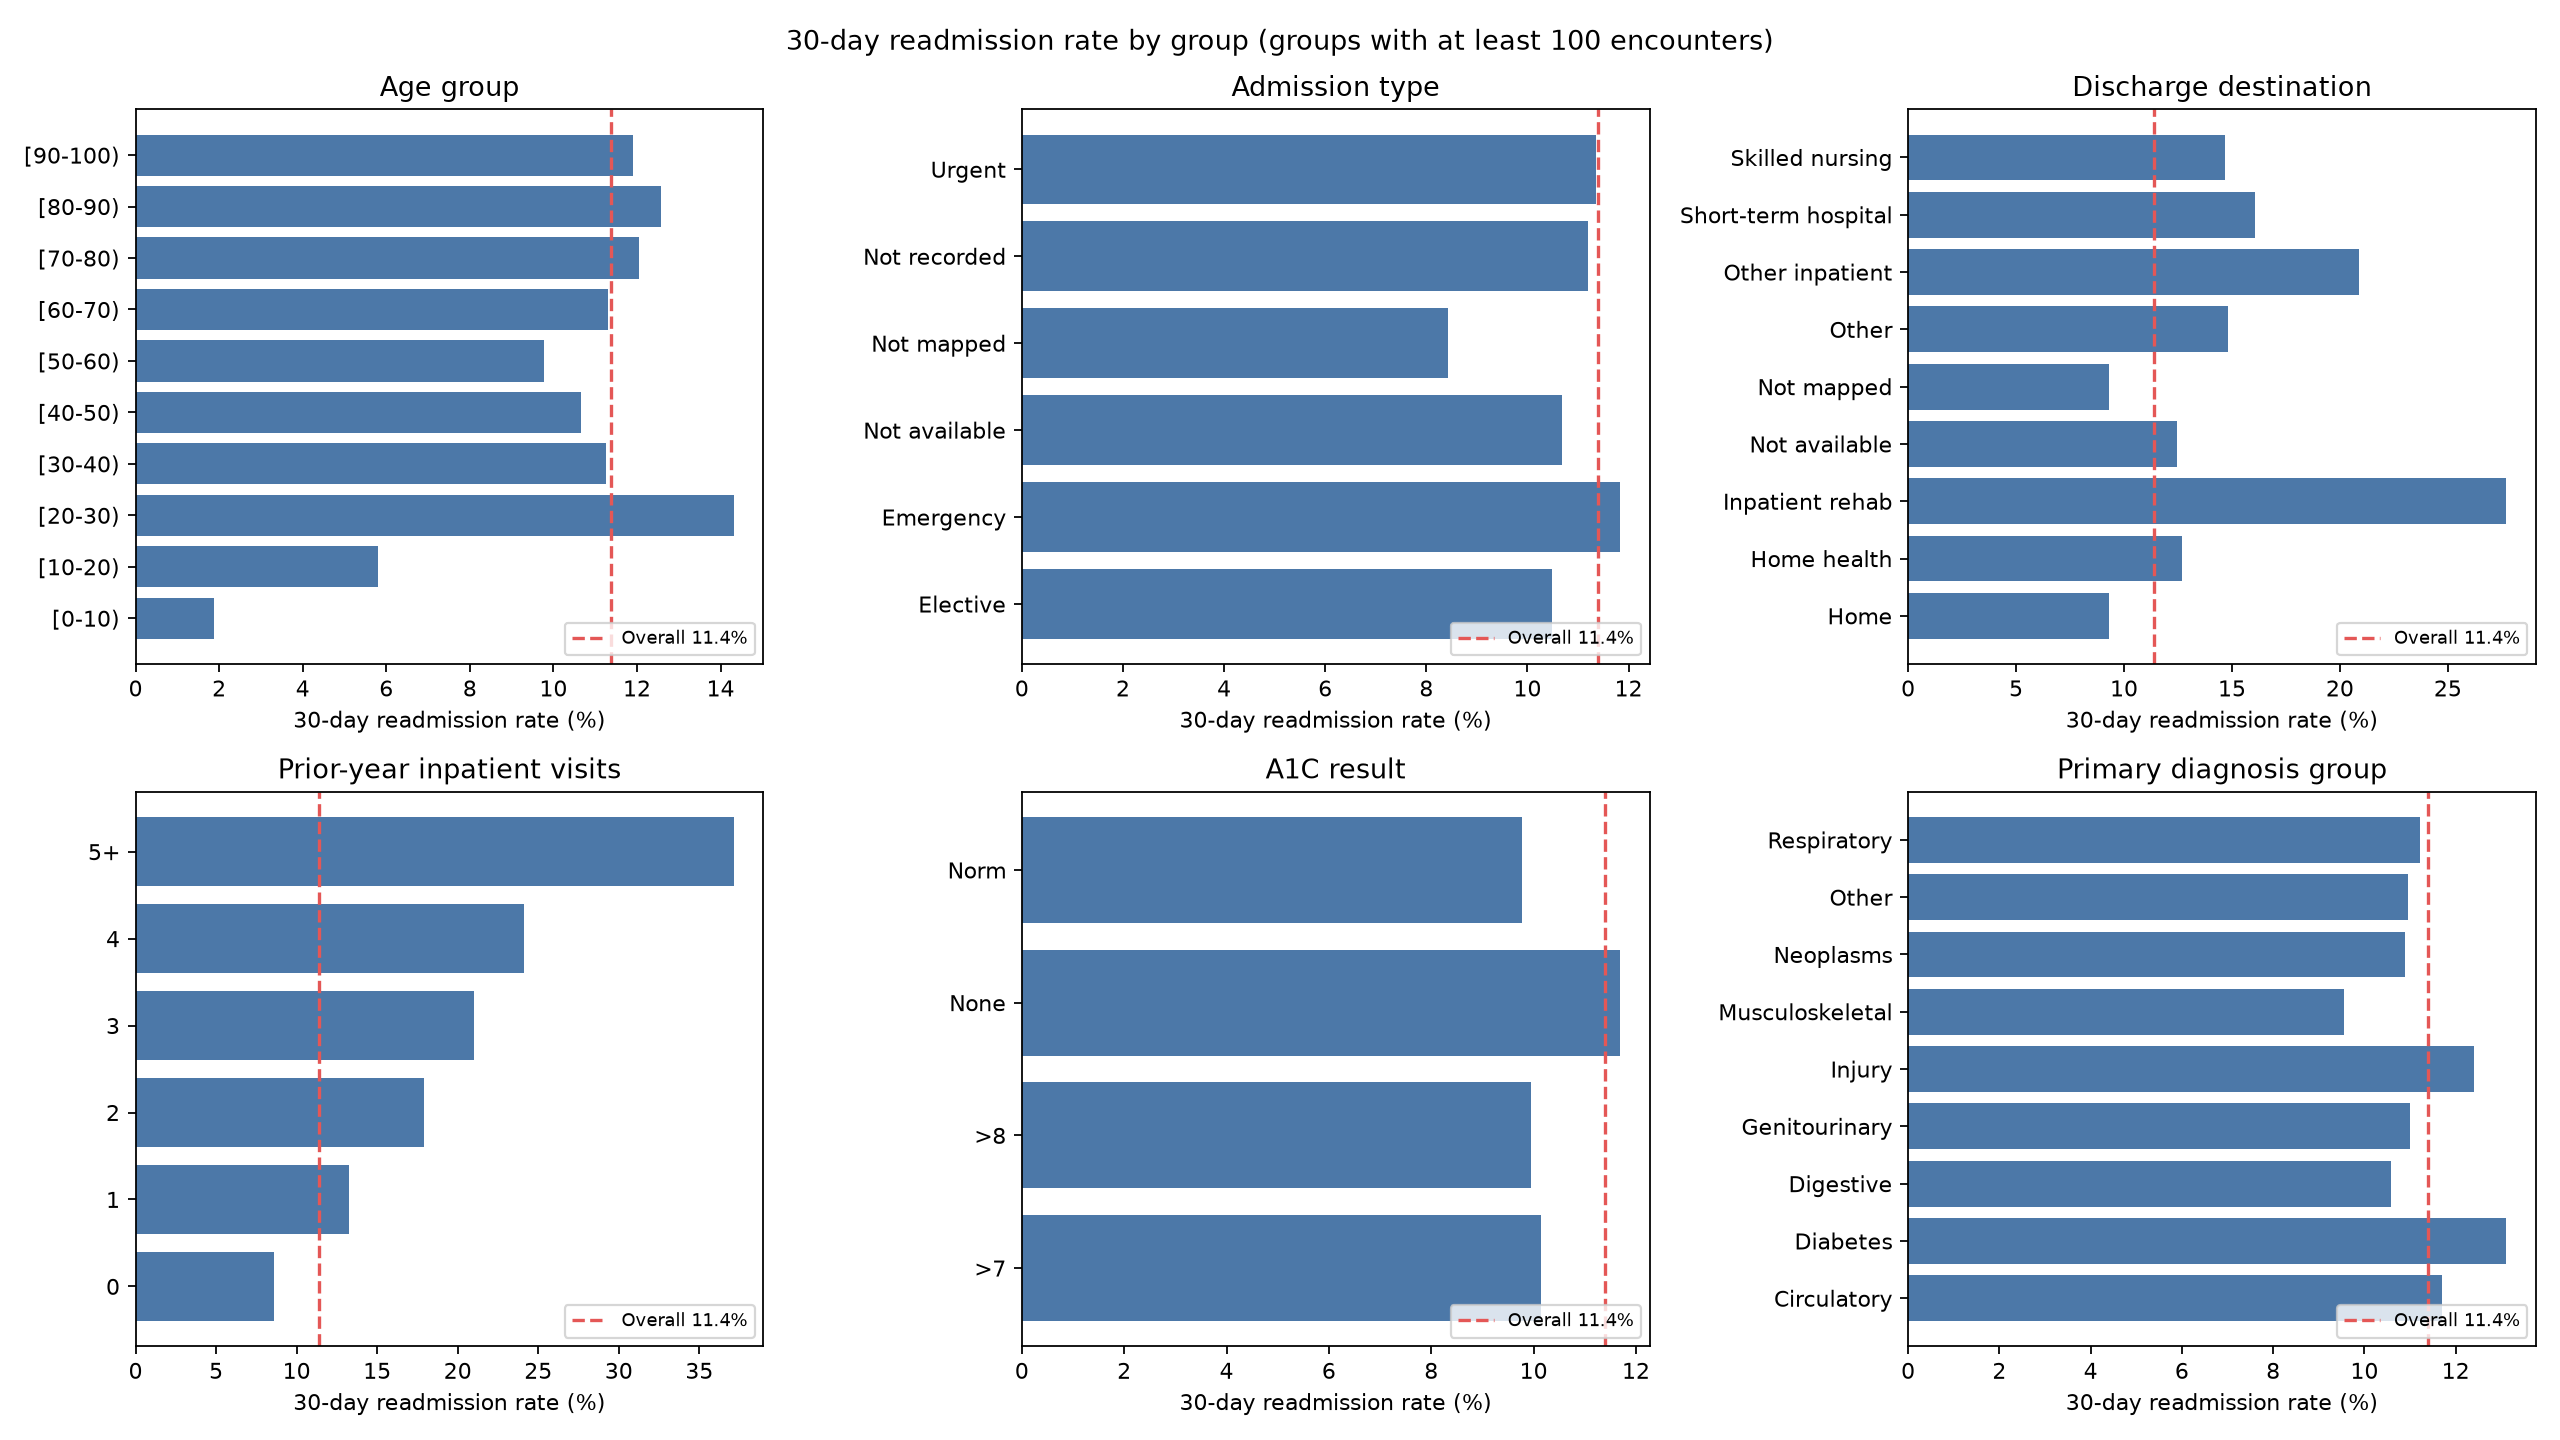 30-day readmission rate by group (groups with at least 100 encounters)
Age group
[90-100)
[80-90)
[70-80)
[60-70)
[50-60)
[40-50)
[30-40)
[20-30)
[10-20)
[0-10)
Overall 11.4%
0 2 4 6 8 10 12 14
30-day readmission rate (%)
Admission type
Urgent
Not recorded
Not mapped
Not available
Emergency
Elective
Overall 11.4%
0 2 4 6 8 10 12
30-day readmission rate (%)
Discharge destination
Skilled nursing
Short-term hospital
Other inpatient
Other
Not mapped
Not available
Inpatient rehab
Home health
Home
Overall 11.4%
0 5 10 15 20 25
30-day readmission rate (%)
Prior-year inpatient visits
5+
4
3
2
1
0
Overall 11.4%
0 5 10 15 20 25 30 35
30-day readmission rate (%)
A1C result
Norm
None
>8
>7
Overall 11.4%
0 2 4 6 8 10 12
30-day readmission rate (%)
Primary diagnosis group
Respiratory
Other
Neoplasms
Musculoskeletal
Injury
Genitourinary
Digestive
Diabetes
Circulatory
Overall 11.4%
0 2 4 6 8 10 12
30-day readmission rate (%)